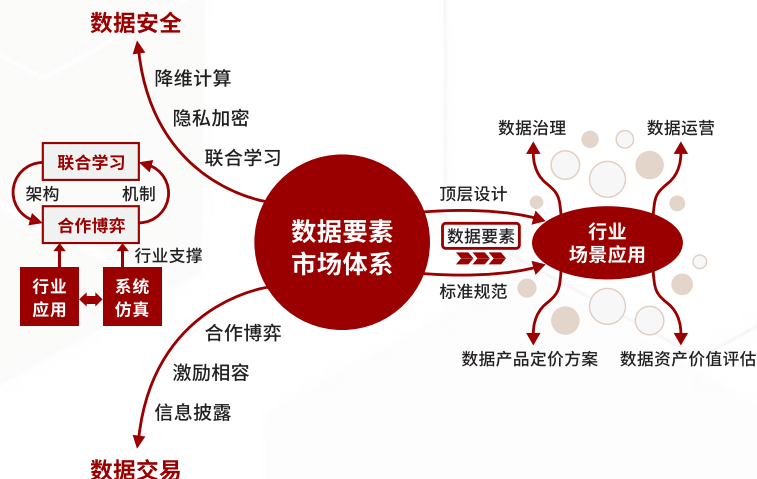 数据安全
降维计算
隐私加密
联合学习
联合学习
架构
机制
合作博弈
行业支撑
行业
应用
系统
仿真
数据要素
市场体系
顶层设计
数据要素
标准规范
数据治理
数据运营
行业
场景应用
数据产品定价方案
数据资产价值评估
合作博弈
激励相容
信息披露
数据交易